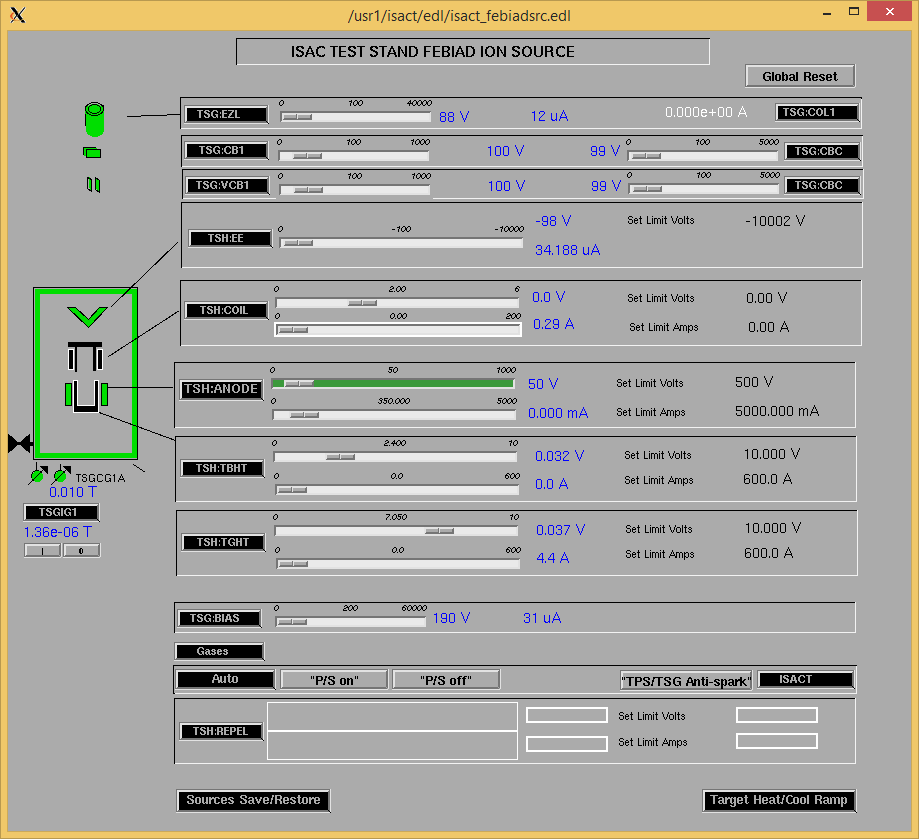 /usr1/isact/edl/isact_febiadsrc.edl
ISAC TEST STAND FEBIAD ION SOURCE
Global Reset
TSG:EZL 0 100 40000 88 V 12 uA 0.000e+00 A TSG:COL1
TSG:CB1 0 100 1000 100 V 99 V 0 100 5000 TSG:CBC
TSG:VCB1 0 100 1000 100 V 99 V 0 100 5000 TSG:CBC
TSH:EE 0 -100 -10000 -98 V Set Limit Volts -10002 V
34.188 uA
TSH:COIL 0 2.00 6 0.0 V Set Limit Volts 0.00 V
0 0.00 200 0.29 A Set Limit Amps 0.00 A
TSH:ANODE 0 50 1000 50 V Set Limit Volts 500 V
0 350.000 5000 0.000 mA Set Limit Amps 5000.000 mA
TSH:TBHT 0 2.400 10 0.032 V Set Limit Volts 10.000 V
0 0.0 600 0.0 A Set Limit Amps 600.0 A
TSGCG1A
0.010 T
TSGIG1
1.36e-06 T
I 0
TSH:TGHT 0 7.050 10 0.037 V Set Limit Volts 10.000 V
0 0.0 600 4.4 A Set Limit Amps 600.0 A
TSG:BIAS 0 200 60000 190 V 31 uA
Gases
Auto "P/S on" "P/S off" "TPS/TSG Anti-spark" ISACT
TSH:REPEL Set Limit Volts
Set Limit Amps
Sources Save/Restore Target Heat/Cool Ramp